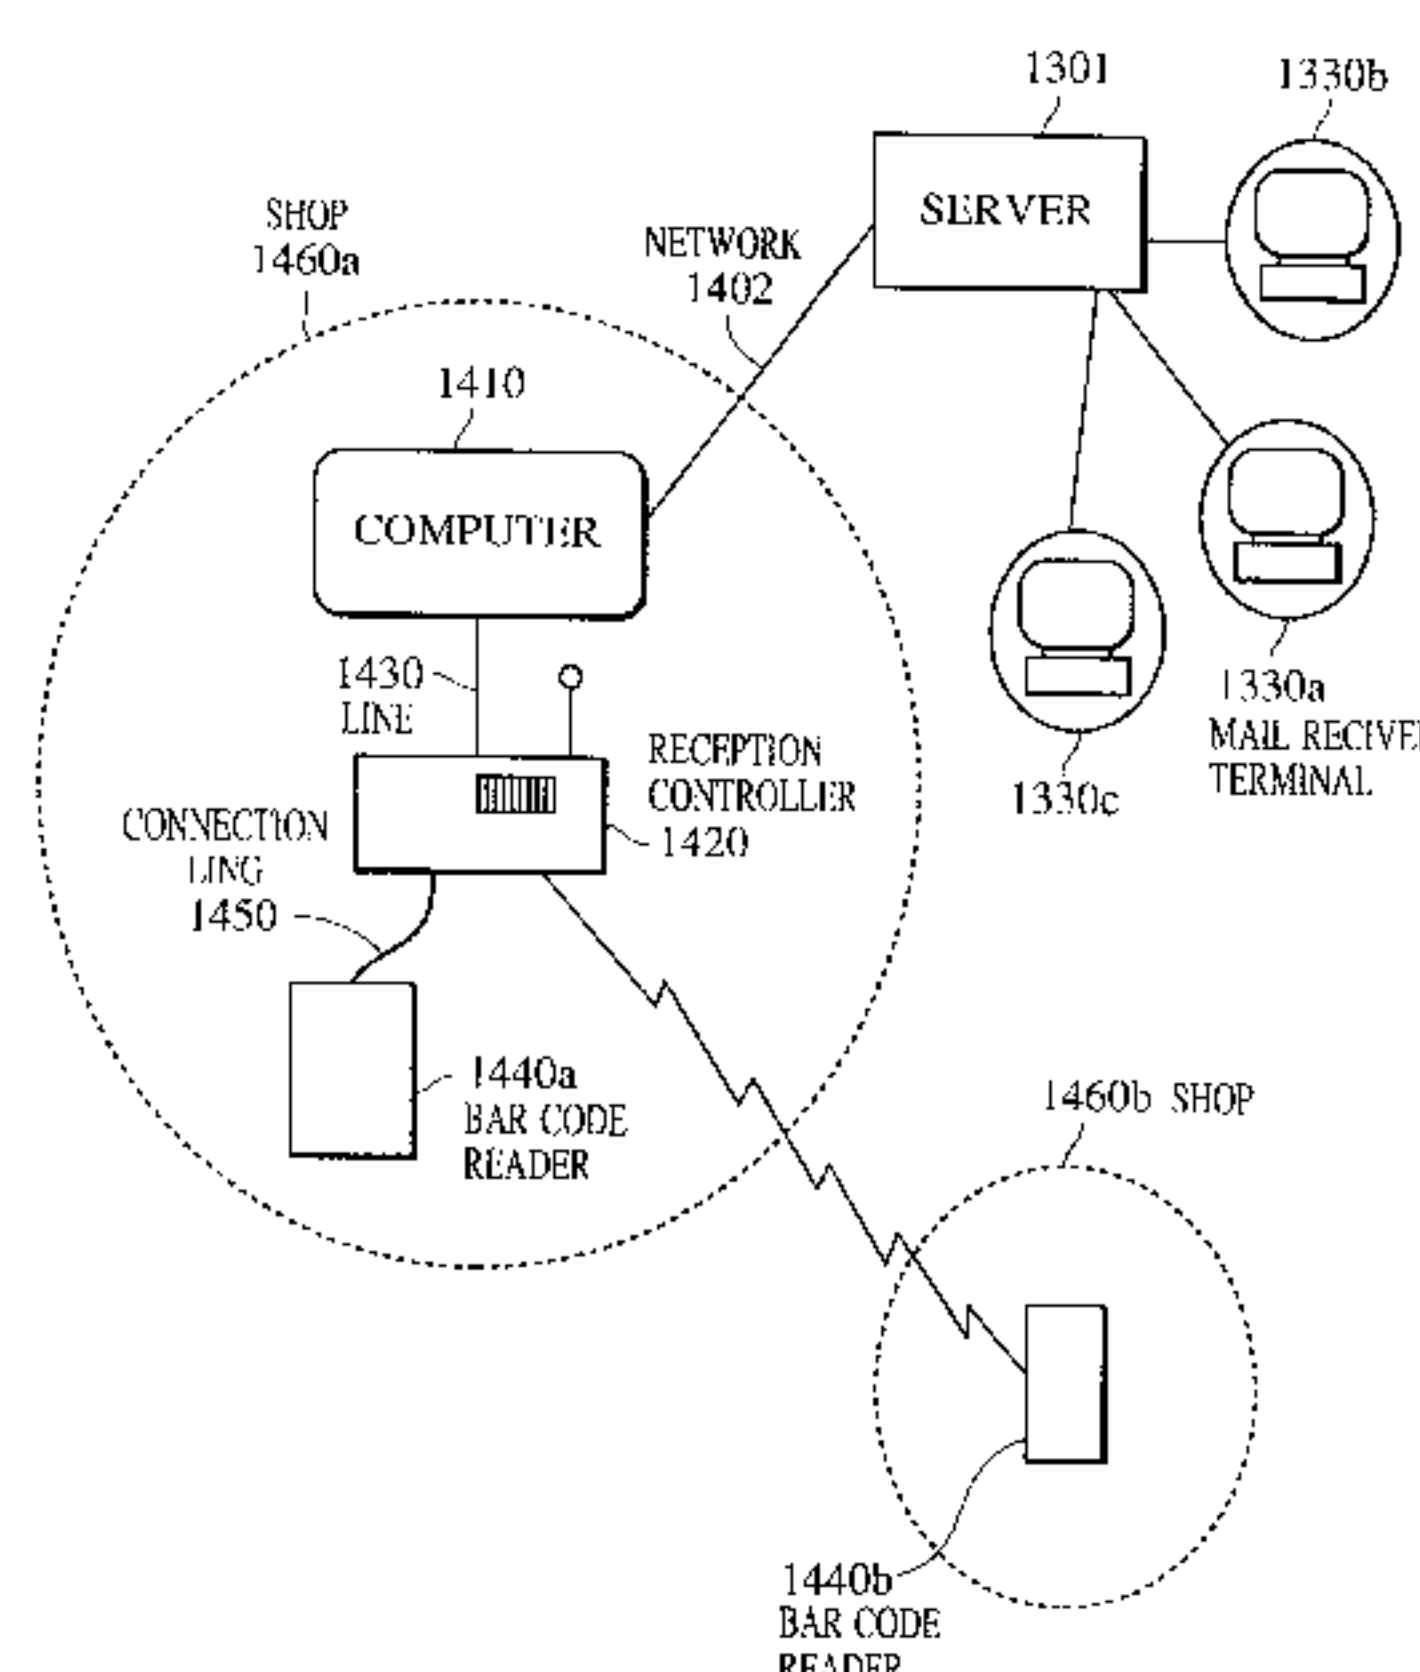 1301
1330b
SERVER
SHOP
1460a
NETWORK
1402
1410
COMPUTER
1430
LINE
RECEPTION
CONTROLLER
1420
1330a
MAIL RECIVE
TERMINAL
1330c
CONNECTION
LING
1450
1440a
BAR CODE
READER
1460b SHOP
1440b
BAR CODE
READER